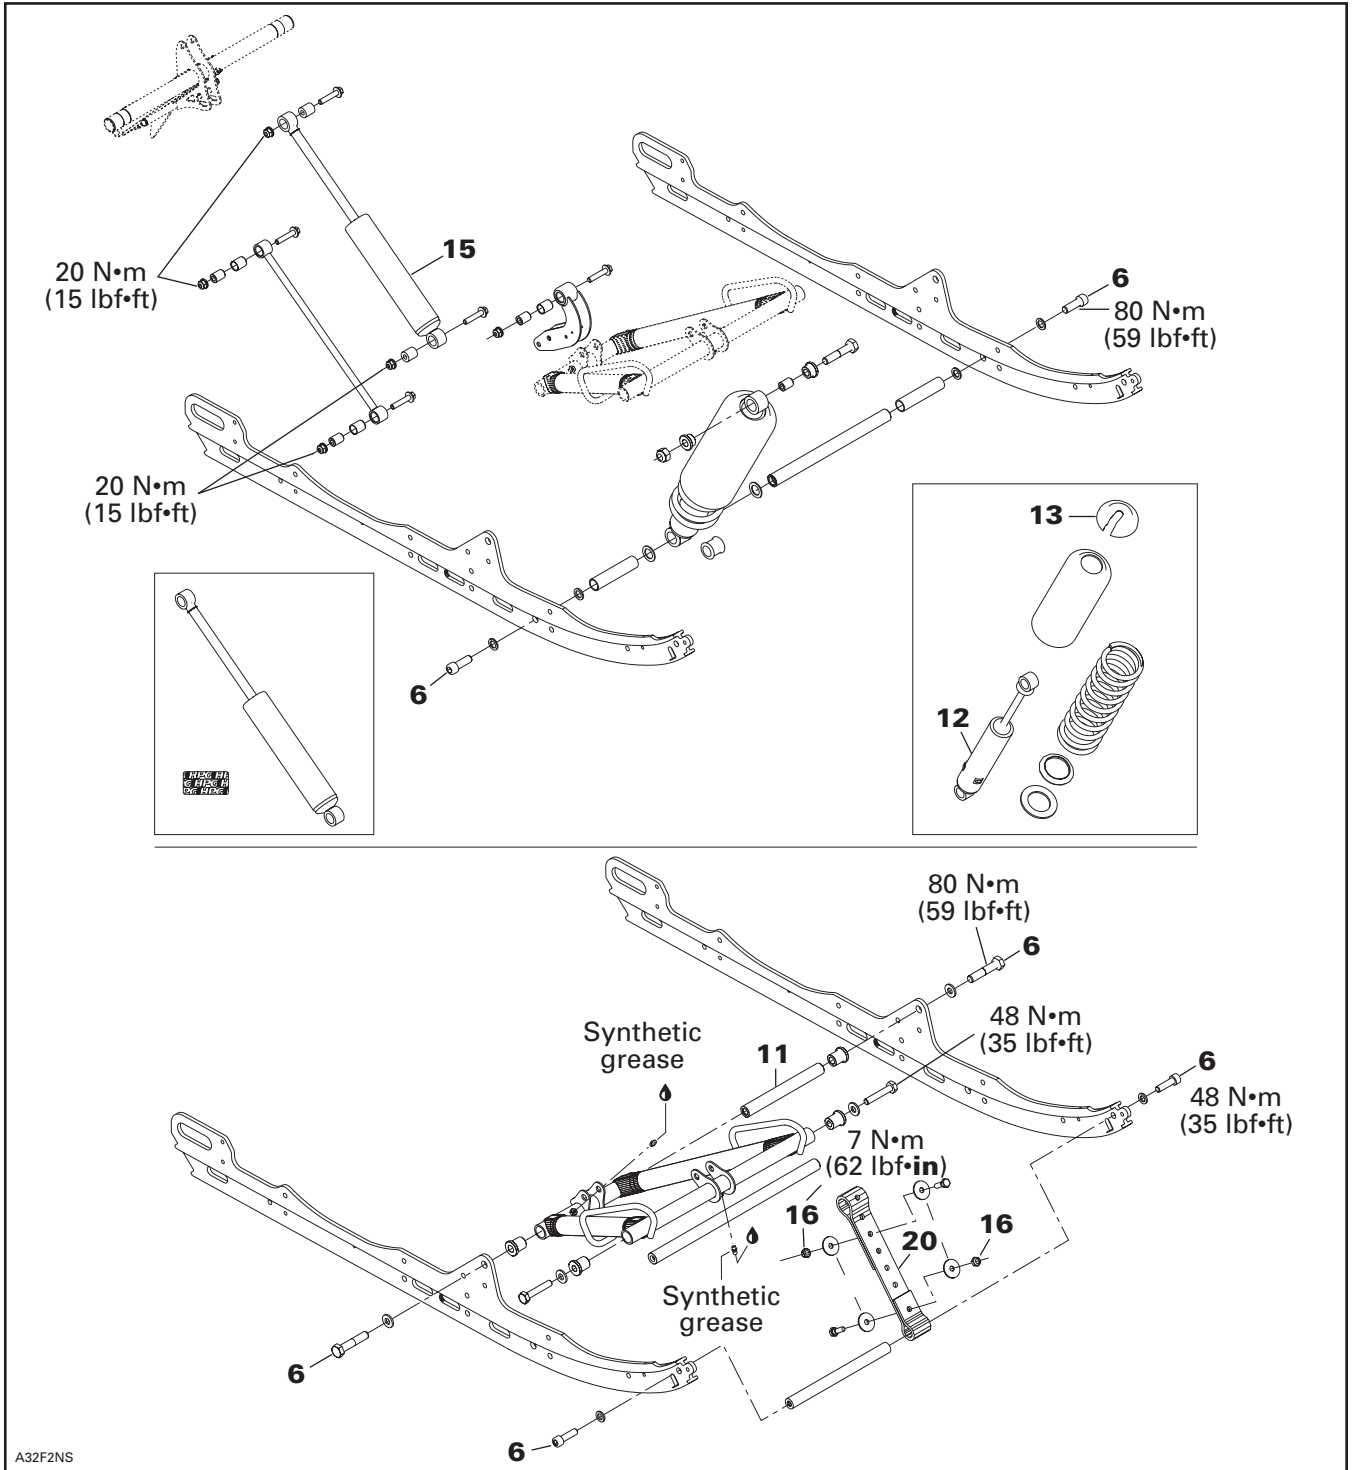 20 N•m
(15 lbf•ft)
15
6
80 N•m
(59 lbf•ft)
20 N•m
(15 lbf•ft)
13
12
6
HPG
80 N•m
(59 lbf•ft)
6
48 N•m
(35 lbf•ft)
Synthetic
grease
11
6
48 N•m
(35 lbf•ft)
7 N•m
(62 lbf•in)
16
20
16
Synthetic
grease
6
6
A32F2NS